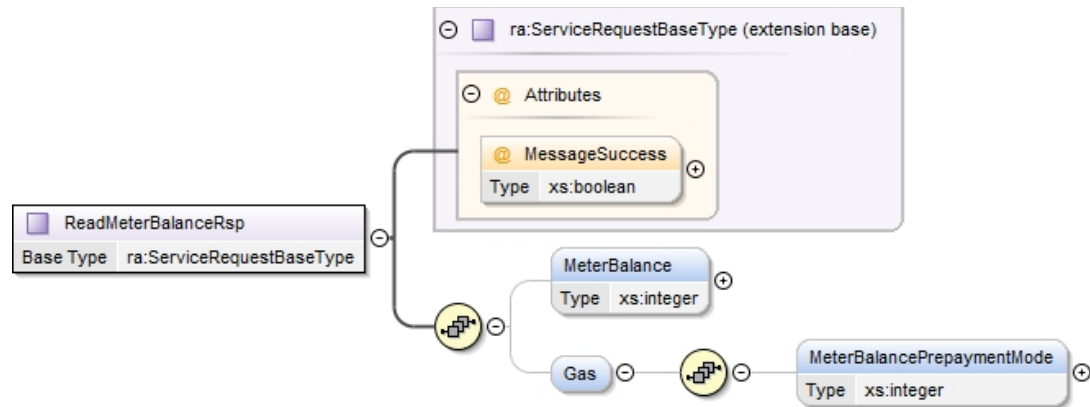 ra:ServiceRequestBaseType (extension base)
@ Attributes
@ MessageSuccess
Type xs:boolean
ReadMeterBalanceRsp
Base Type ra:ServiceRequestBaseType
MeterBalance
Type xs:integer
Gas
MeterBalancePrepaymentMode
Type xs:integer